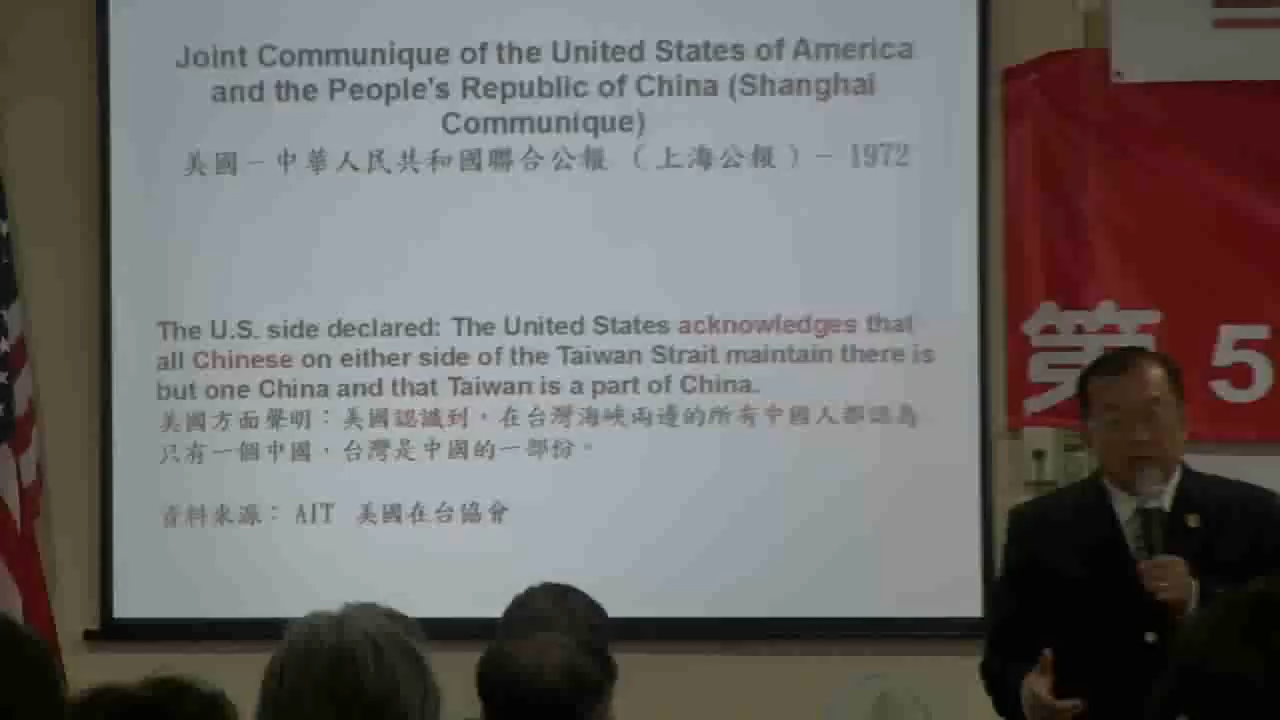 Joint Communique of the United States of America
and the People's Republic of China (Shanghai
Communique)
美國－中華人民共和國聯合公報 （上海公報）－ 1972
The U.S. side declared: The United States acknowledges that
all Chinese on either side of the Taiwan Strait maintain there is
but one China and that Taiwan is a part of China.
美國方面聲明：美國認識到，在台灣海峽兩邊的所有中國人都認為
只有一個中國，台灣是中國的一部份。
資料來源： AIT 美國在台協會
第 5